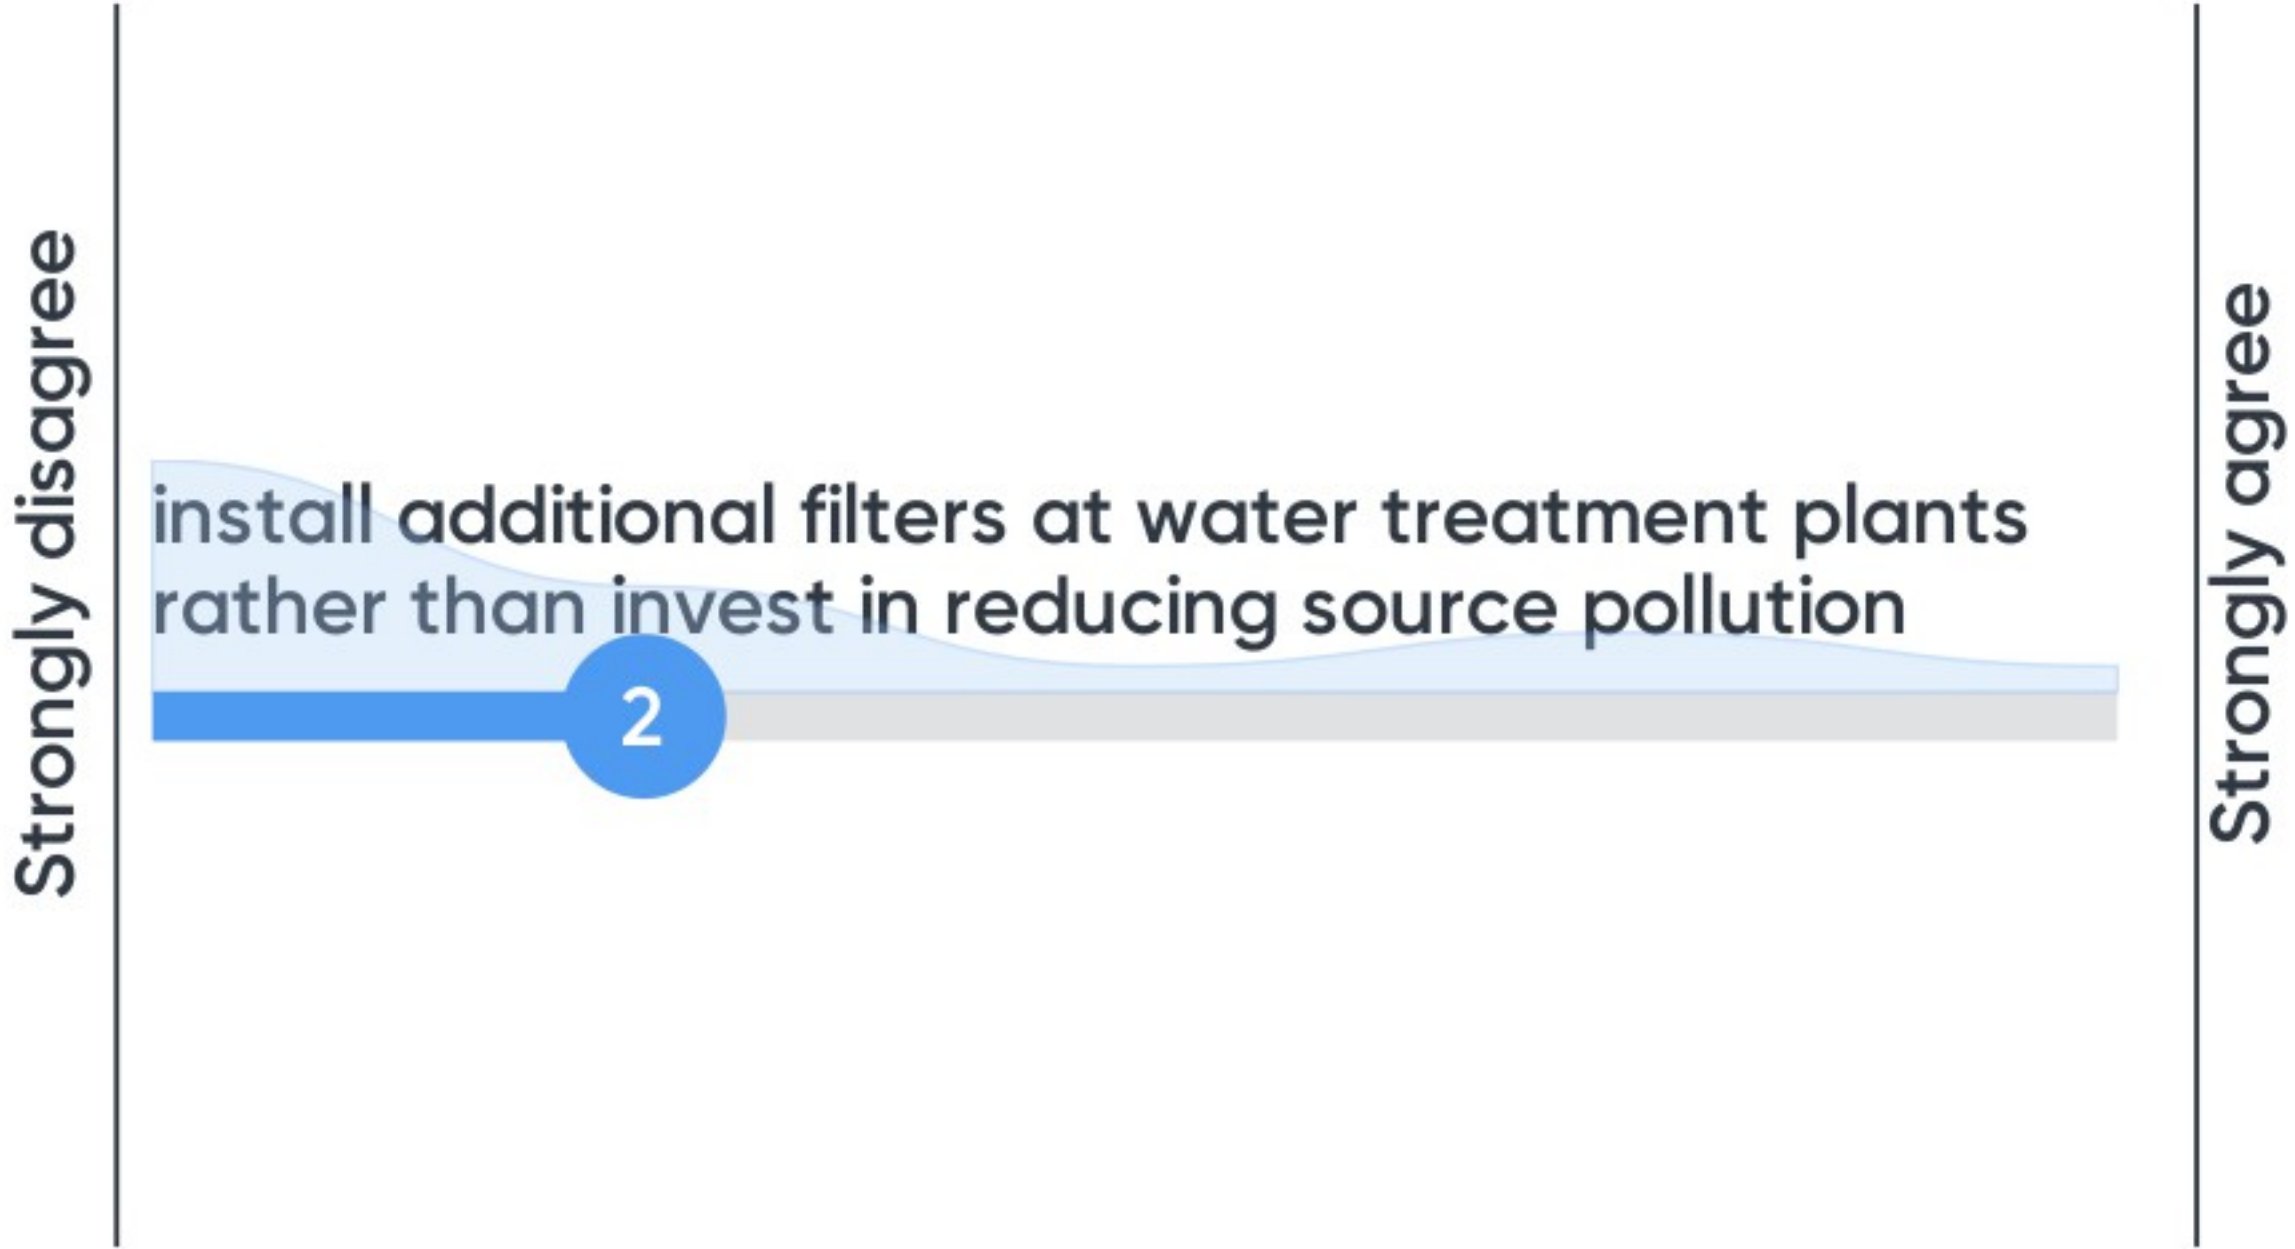 Strongly disagree
install additional filters at water treatment plants
rather than invest in reducing source pollution
2
Strongly agree